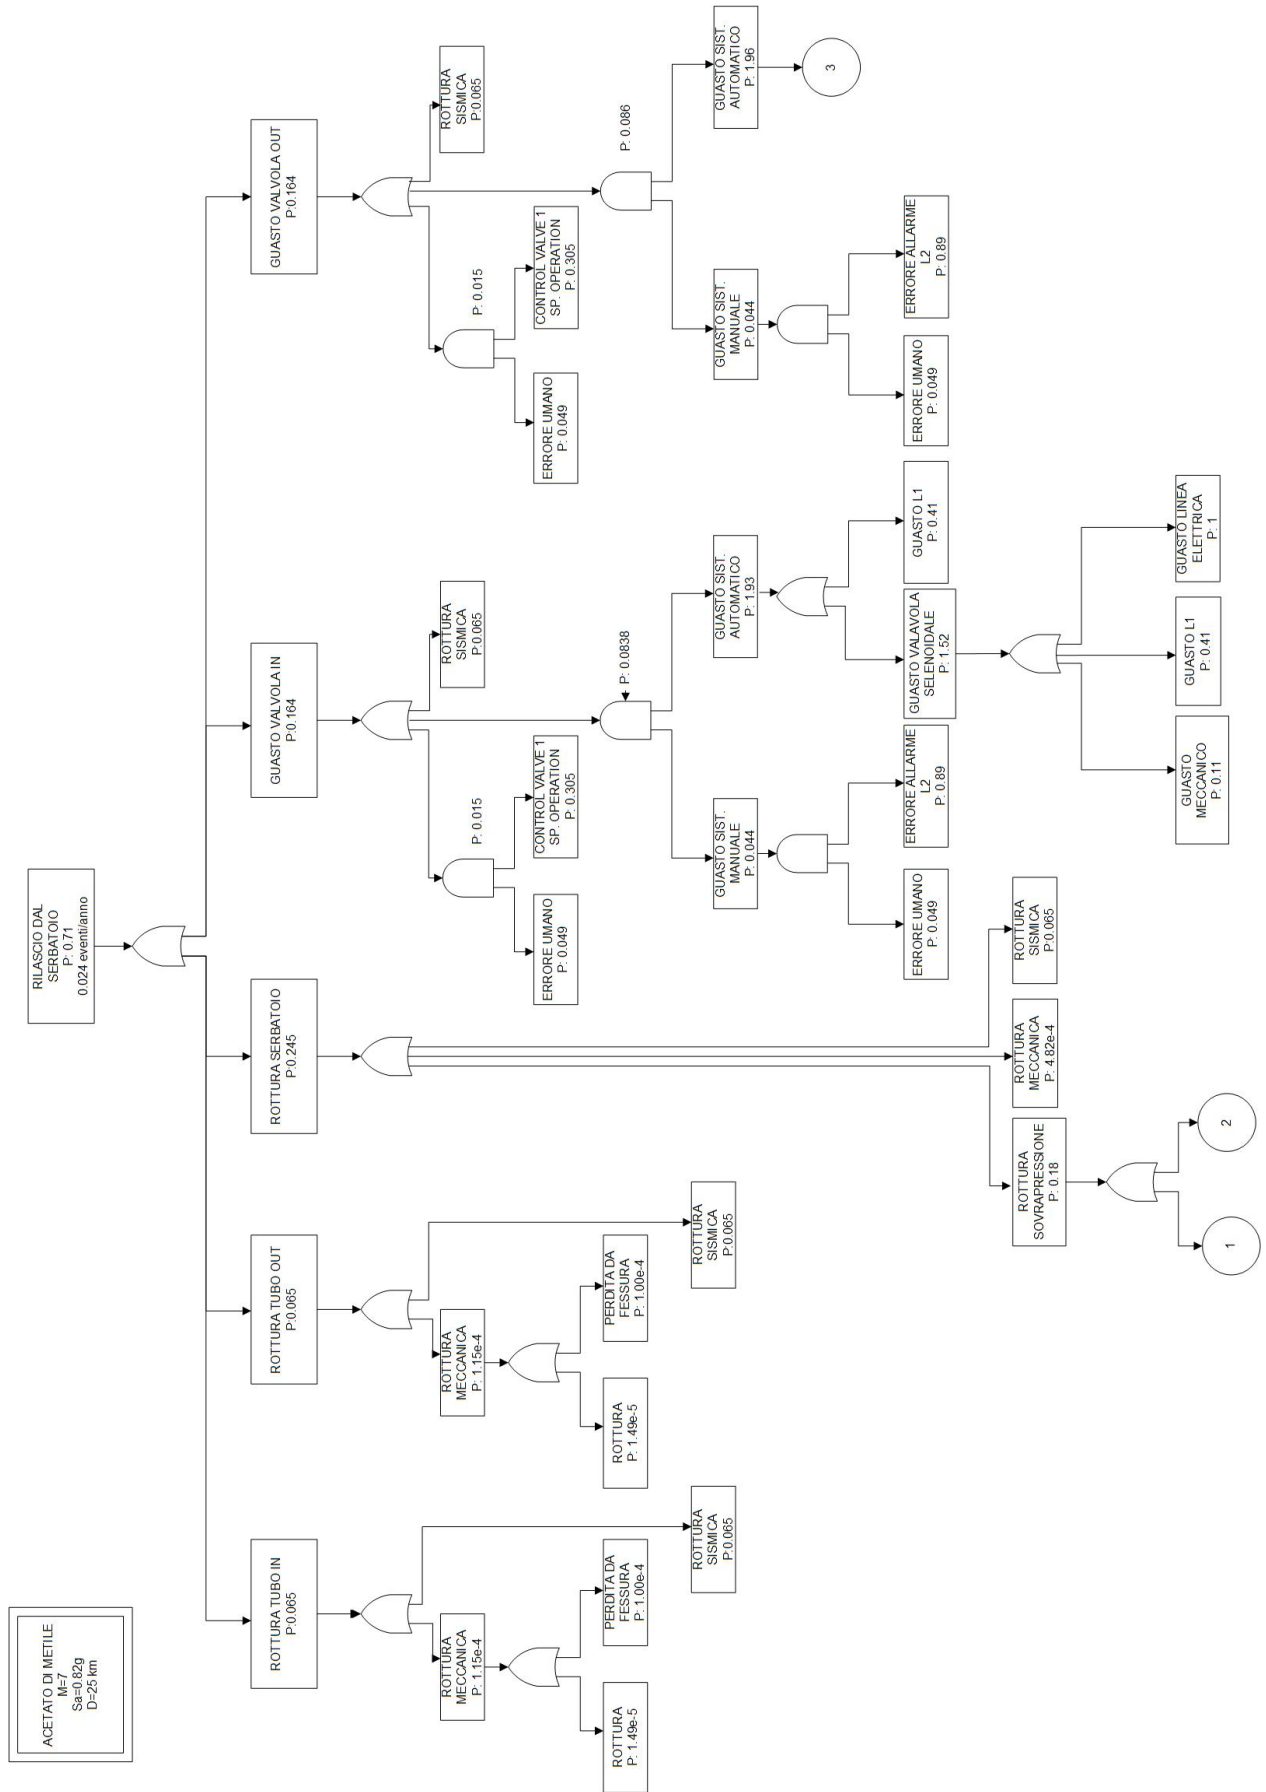 ACETATO DI METILE
M=7
Sa=0.82g
D=25 km
RILASCIO DAL
SERBATOIO
P: 0.71
0.024 eventi/anno
ROTTURA TUBO IN
P:0.065
ROTTURA TUBO OUT
P:0.065
ROTTURA SERBATOIO
P:0.245
GUASTO VALVOLA IN
P:0.164
GUASTO VALVOLA OUT
P:0.164
ROTTURA
MECCANICA
P: 1.15e-4
ROTTURA
MECCANICA
P: 1.15e-4
P: 0.015
ROTTURA
SISMICA
P:0.065
P: 0.015
ROTTURA
SISMICA
P:0.065
ERRORE UMANO
P: 0.049
CONTROL VALVE 1
SP. OPERATION
P: 0.305
ERRORE UMANO
P: 0.049
CONTROL VALVE 1
SP. OPERATION
P: 0.305
ROTTURA
P: 1.49e-5
PERDITA DA
FESSURA
P: 1.00e-4
ROTTURA
P: 1.49e-5
PERDITA DA
FESSURA
P: 1.00e-4
P: 0.0838
P: 0.086
ROTTURA
SISMICA
P:0.065
ROTTURA
SISMICA
P:0.065
GUASTO SIST.
MANUALE
P: 0.044
GUASTO SIST.
AUTOMATICO
P: 1.93
GUASTO SIST.
MANUALE
P: 0.044
GUASTO SIST.
AUTOMATICO
P: 1.96
3
ERRORE UMANO
P: 0.049
ERRORE ALLARME
L2
P: 0.89
GUASTO VALAVOLA
SELENOIDALE
P: 1.52
GUASTO L1
P: 0.41
ERRORE UMANO
P: 0.049
ERRORE ALLARME
L2
P: 0.89
ROTTURA
SOVRAPRESSIONE
P: 0.18
ROTTURA
MECCANICA
P: 4.82e-4
ROTTURA
SISMICA
P:0.065
1
2
GUASTO
MECCANICO
P: 0.11
GUASTO L1
P: 0.41
GUASTO LINEA
ELETTRICA
P: 1